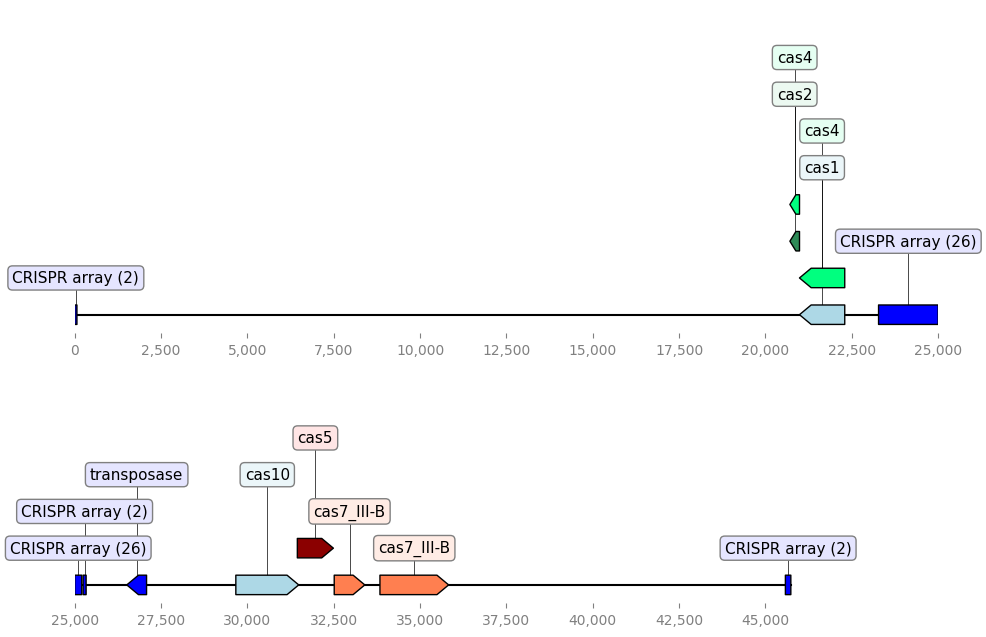 cas4
cas2
cas4
cas1
CRISPR array (26)
CRISPR array (2)
0 2,500 5,000 7,500 10,000 12,500 15,000 17,500 20,000 22,500 25,000
cas5
transposase cas10
CRISPR array (2) cas7_III-B
CRISPR array (26) cas7_III-B CRISPR array (2)
25,000 27,500 30,000 32,500 35,000 37,500 40,000 42,500 45,000